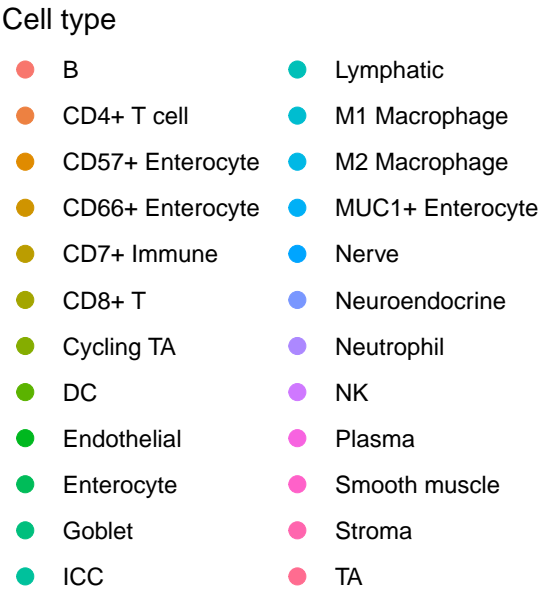 Cell type
B
CD4+ T cell
CD57+ Enterocyte
CD66+ Enterocyte
CD7+ Immune
CD8+ T
Cycling TA
DC
Endothelial
Enterocyte
Goblet
ICC
Lymphatic
M1 Macrophage
M2 Macrophage
MUC1+ Enterocyte
Nerve
Neuroendocrine
Neutrophil
NK
Plasma
Smooth muscle
Stroma
TA